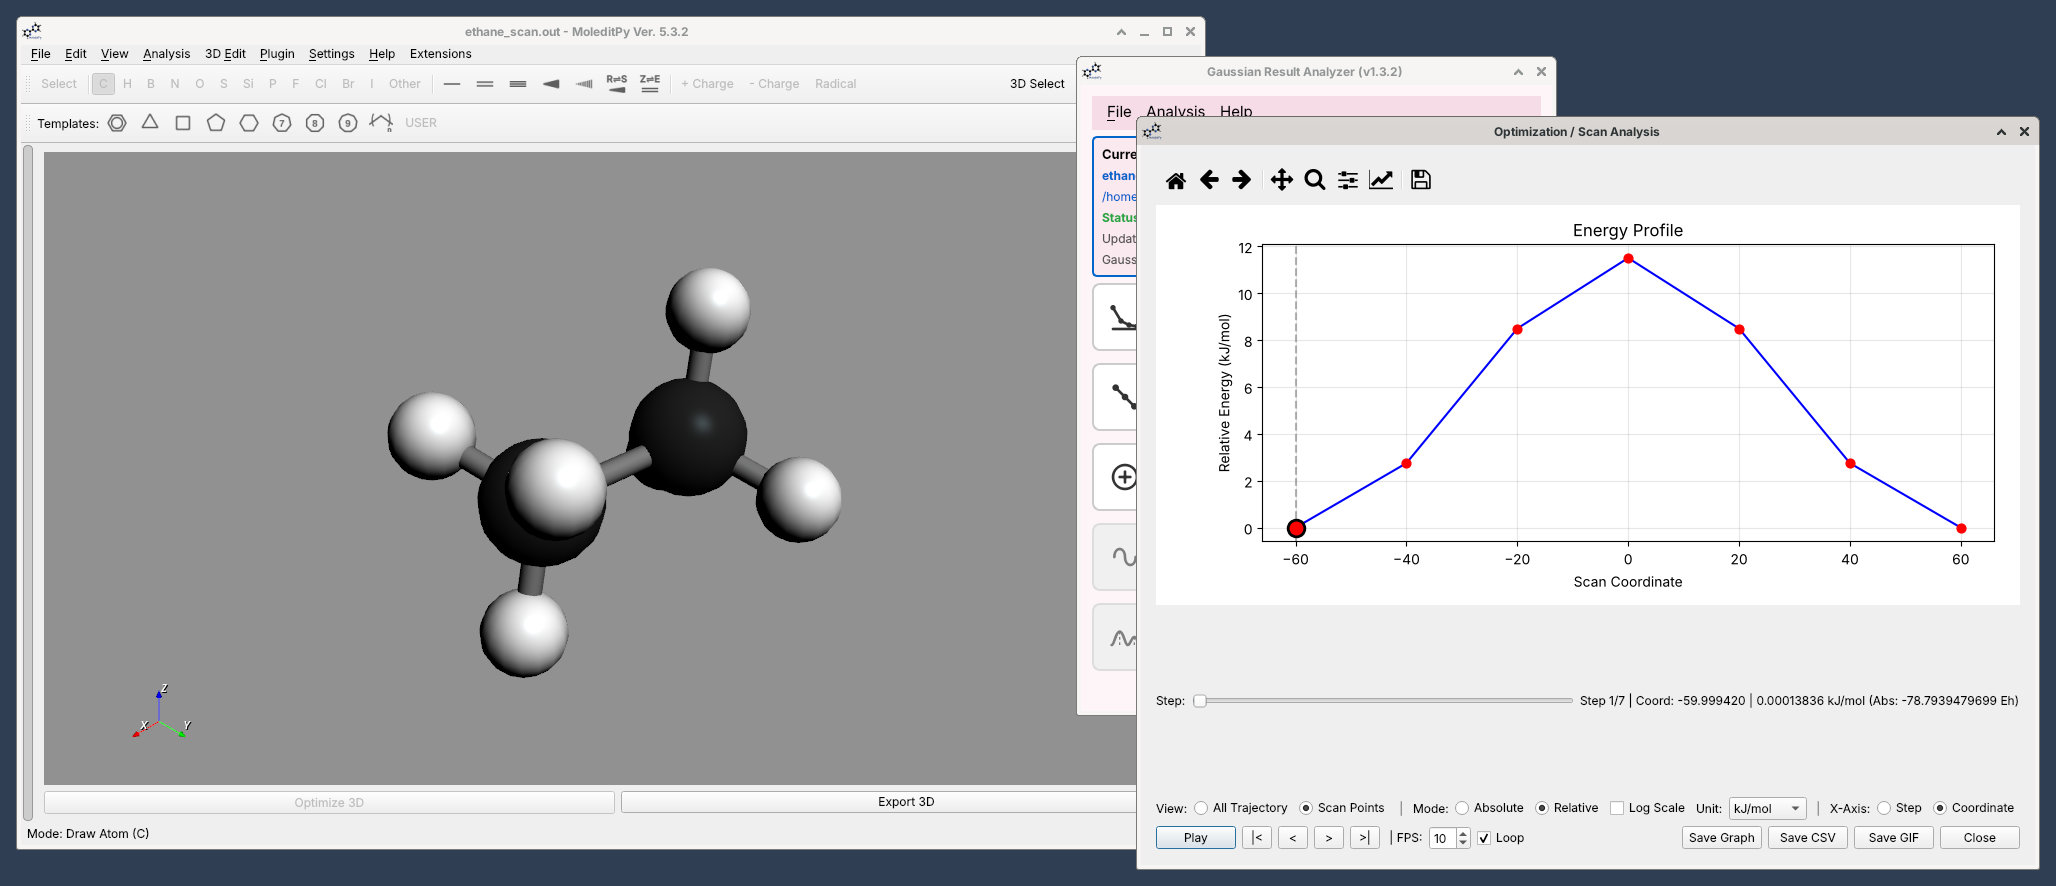 ethane_scan.out - MoleditPy Ver. 5.3.2
File Edit View Analysis 3D Edit Plugin Settings Help Extensions
Select C H B N O S Si P F Cl Br I Other R⇌S Z⇌E + Charge - Charge Radical 3D Select
Templates: 7 8 9 n USER
Z
X
Y
Optimize 3D Export 3D
Mode: Draw Atom (C)
Gaussian Result Analyzer (v1.3.2)
File Analysis Help
Curre
ethan
/home
Status
Updat
Gauss
Optimization / Scan Analysis
Energy Profile
Relative Energy (kJ/mol)
12
10
8
6
4
2
0
−60 −40 −20 0 20 40 60
Scan Coordinate
Step: Step 1/7 | Coord: -59.999420 | 0.00013836 kJ/mol (Abs: -78.7939479699 Eh)
View: All Trajectory Scan Points | Mode: Absolute Relative Log Scale Unit: kJ/mol | X-Axis: Step Coordinate
Play |< < > >| | FPS: 10 Loop Save Graph Save CSV Save GIF Close